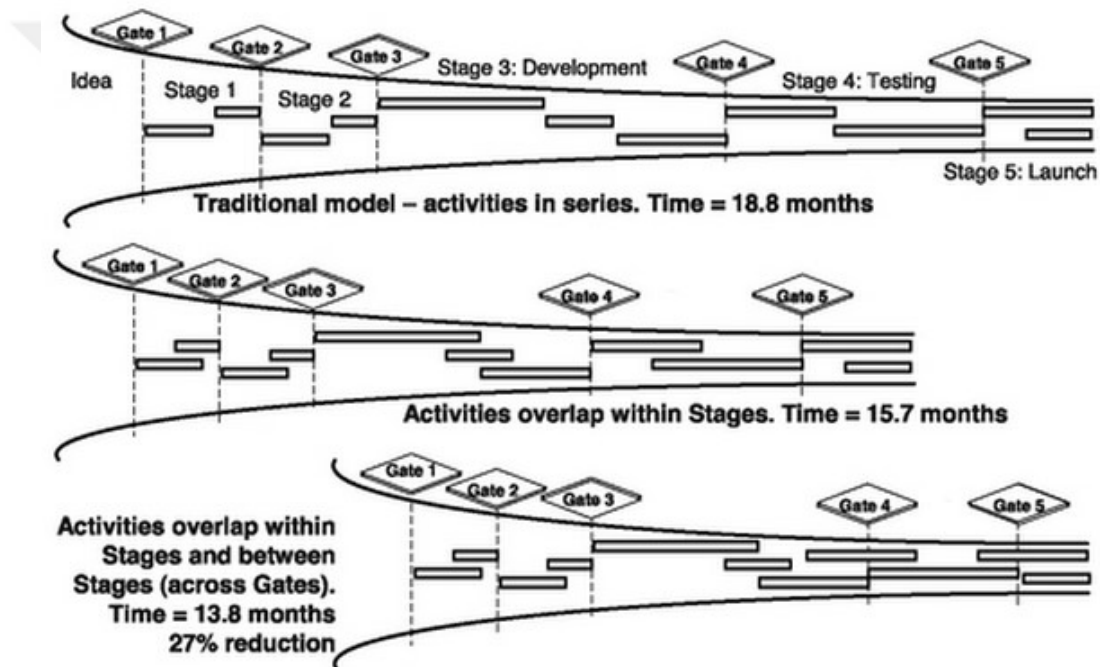 Gate 1
Gate 2
Gate 3
Gate 4
Gate 5
Idea
Stage 1
Stage 2
Stage 3: Development
Stage 4: Testing
Stage 5: Launch
Traditional model – activities in series. Time = 18.8 months
Gate 1
Gate 2
Gate 3
Gate 4
Gate 5
Activities overlap within Stages. Time = 15.7 months
Gate 1
Gate 2
Gate 3
Gate 4
Gate 5
Activities overlap within
Stages and between
Stages (across Gates).
Time = 13.8 months
27% reduction